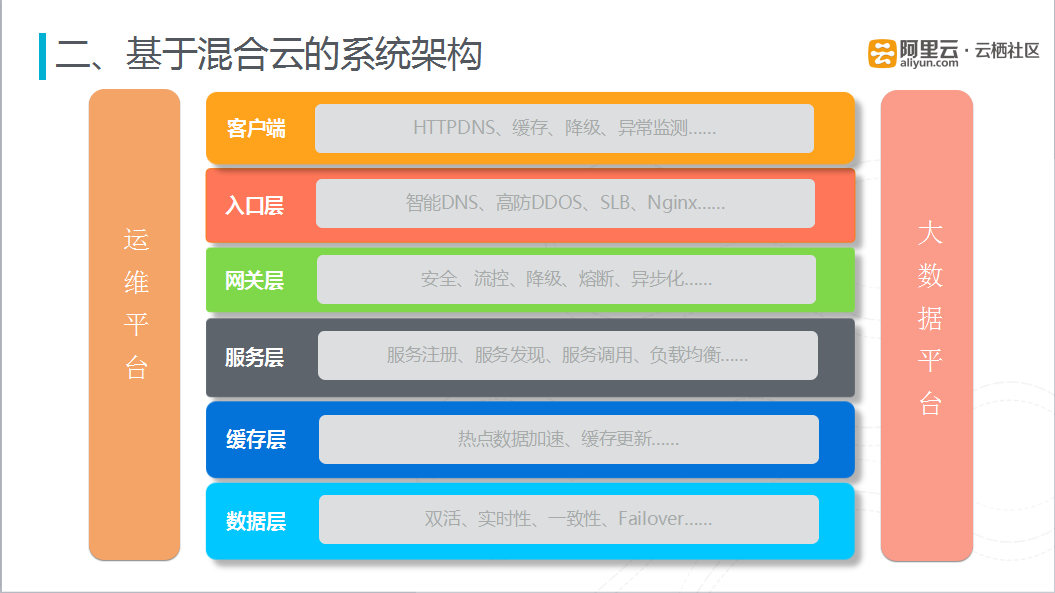 二、基于混合云的系统架构
阿里云
aliyun.com
·云栖社区
运
维
平
台
客户端
HTTPDNS、缓存、降级、异常监测……
入口层
智能DNS、高防DDOS、SLB、Nginx……
网关层
安全、流控、降级、熔断、异步化……
服务层
服务注册、服务发现、服务调用、负载均衡……
缓存层
热点数据加速、缓存更新……
数据层
双活、实时性、一致性、Failover……
大
数
据
平
台